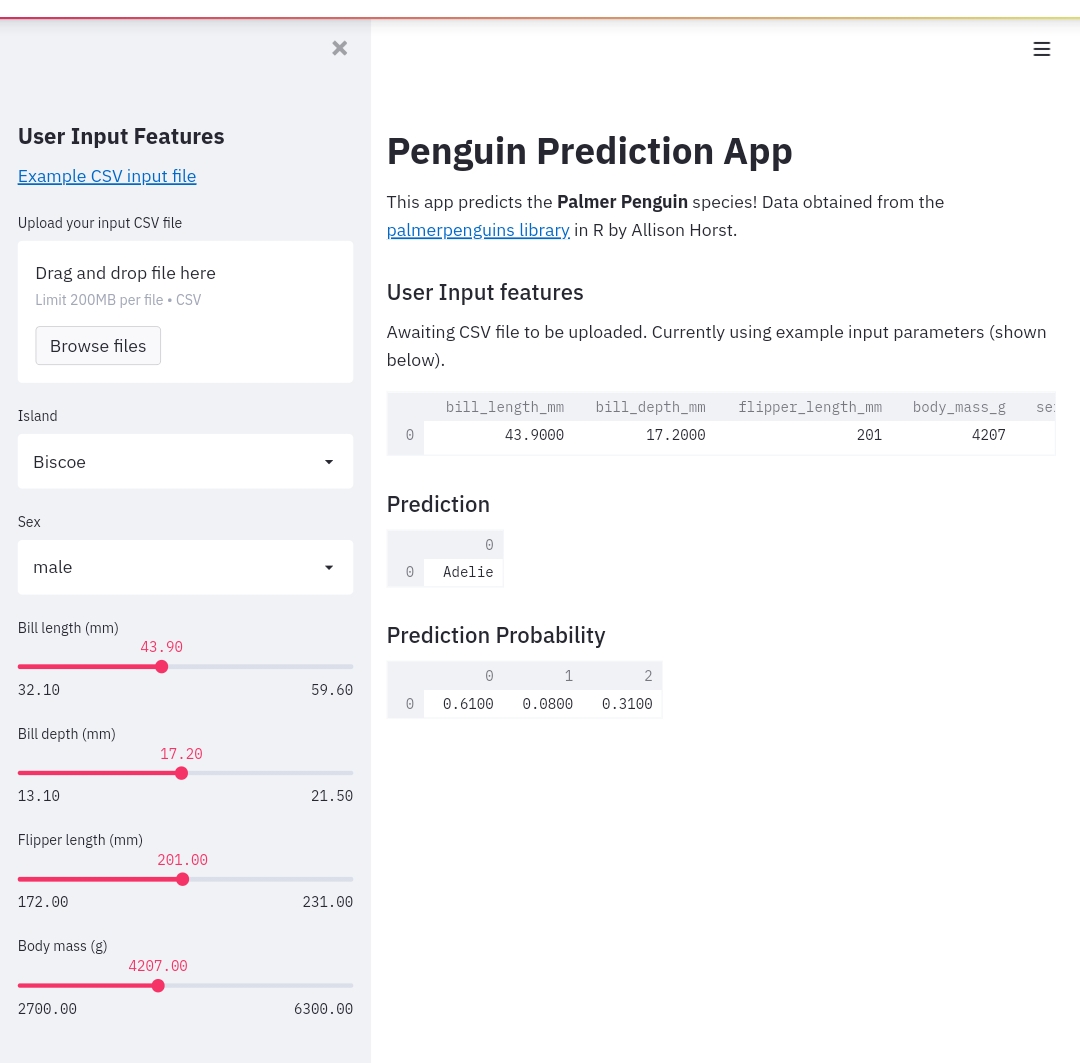 User Input Features
Example CSV input file
Upload your input CSV file
Drag and drop file here
Limit 200MB per file • CSV
Browse files
Island
Biscoe
Sex
male
Bill length (mm)
43.90
32.10 59.60
Bill depth (mm)
17.20
13.10 21.50
Flipper length (mm)
201.00
172.00 231.00
Body mass (g)
4207.00
2700.00 6300.00
Penguin Prediction App
This app predicts the Palmer Penguin species! Data obtained from the
palmerpenguins library in R by Allison Horst.
User Input features
Awaiting CSV file to be uploaded. Currently using example input parameters (shown
below).
bill_length_mm bill_depth_mm flipper_length_mm body_mass_g
0 43.9000 17.2000 201 4207
Prediction
0
0 Adelie
Prediction Probability
0 1 2
0 0.6100 0.0800 0.3100